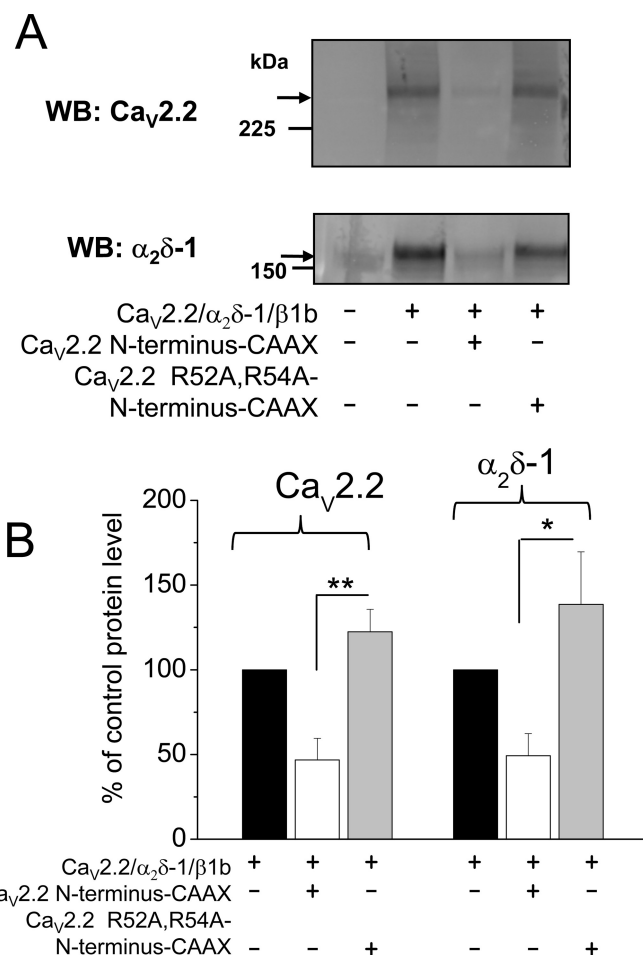 A
kDa
WB: CaV2.2
225
WB: α2δ-1
150
CaV2.2/α2δ-1/β1b – + + +
CaV2.2 N-terminus-CAAX – – + –
CaV2.2 R52A,R54A-
N-terminus-CAAX – – – +
B
CaV2.2
α2δ-1
% of control protein level
200
150
100
50
0
**
*
CaV2.2/α2δ-1/β1b + + + + + +
aV2.2 N-terminus-CAAX – + – – + –
CaV2.2 R52A,R54A-
N-terminus-CAAX – – + – – +